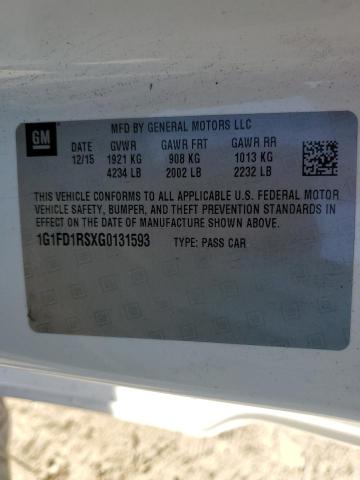 GM
MFD BY GENERAL MOTORS LLC
DATE GVWR GAWR FRT GAWR RR
12/15 1921 KG 908 KG 1013 KG
4234 LB 2002 LB 2232 LB
THIS VEHICLE CONFORMS TO ALL APPLICABLE U.S. FEDERAL MOTOR
VEHICLE SAFETY, BUMPER, AND THEFT PREVENTION STANDARDS IN
EFFECT ON THE DATE OF MANUFACTURE SHOWN ABOVE.
1G1FD1RSXG0131593 TYPE: PASS CAR